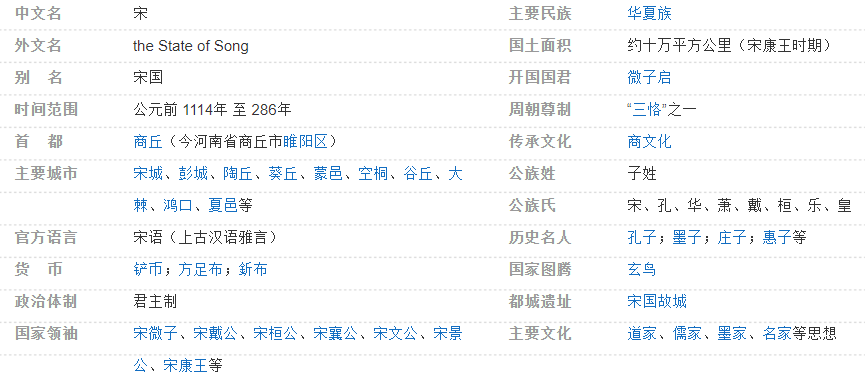 中文名 宋 主要民族 华夏族
外文名 the State of Song 国土面积 约十万平方公里（宋康王时期）
别 名 宋国 开国国君 微子启
时间范围 公元前 1114年 至 286年 周朝尊制 “三恪”之一
首 都 商丘（今河南省商丘市睢阳区） 传承文化 商文化
主要城市 宋城、彭城、陶丘、葵丘、蒙邑、空桐、谷丘、大 公族姓 子姓
棘、鸿口、夏邑等 公族氏 宋、孔、华、萧、戴、桓、乐、皇
官方语言 宋语（上古汉语雅言） 历史名人 孔子；墨子；庄子；惠子等
货 币 铲币；方足布；釿布 国家图腾 玄鸟
政治体制 君主制 都城遗址 宋国故城
国家领袖 宋微子、宋戴公、宋桓公、宋襄公、宋文公、宋景 主要文化 道家、儒家、墨家、名家等思想
公、宋康王等